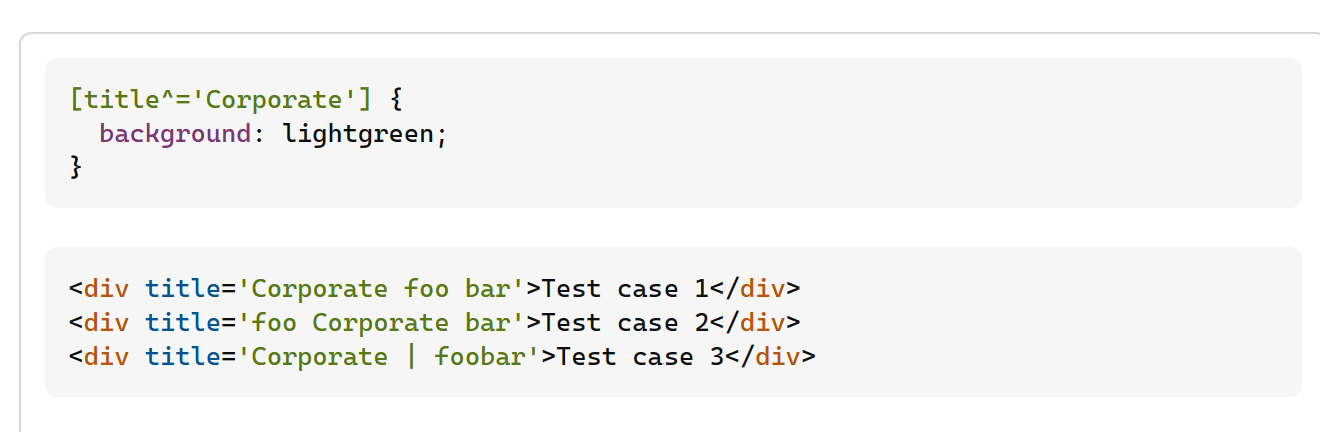 [title^='Corporate'] {
  background: lightgreen;
}
<div title='Corporate foo bar'>Test case 1</div>
<div title='foo Corporate bar'>Test case 2</div>
<div title='Corporate | foobar'>Test case 3</div>